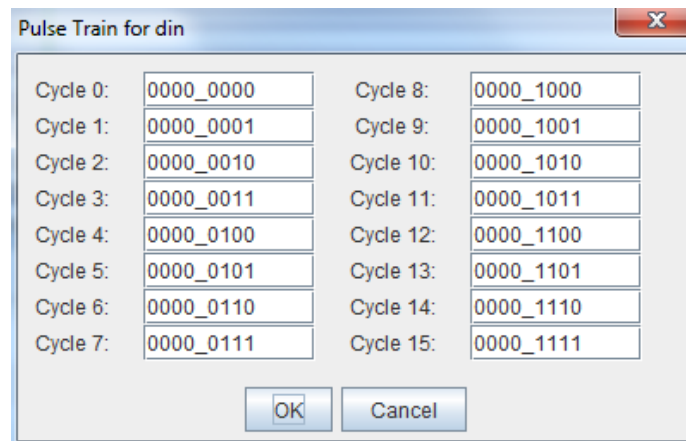 Pulse Train for din
Cycle 0: 0000_0000 Cycle 8: 0000_1000
Cycle 1: 0000_0001 Cycle 9: 0000_1001
Cycle 2: 0000_0010 Cycle 10: 0000_1010
Cycle 3: 0000_0011 Cycle 11: 0000_1011
Cycle 4: 0000_0100 Cycle 12: 0000_1100
Cycle 5: 0000_0101 Cycle 13: 0000_1101
Cycle 6: 0000_0110 Cycle 14: 0000_1110
Cycle 7: 0000_0111 Cycle 15: 0000_1111
OK Cancel